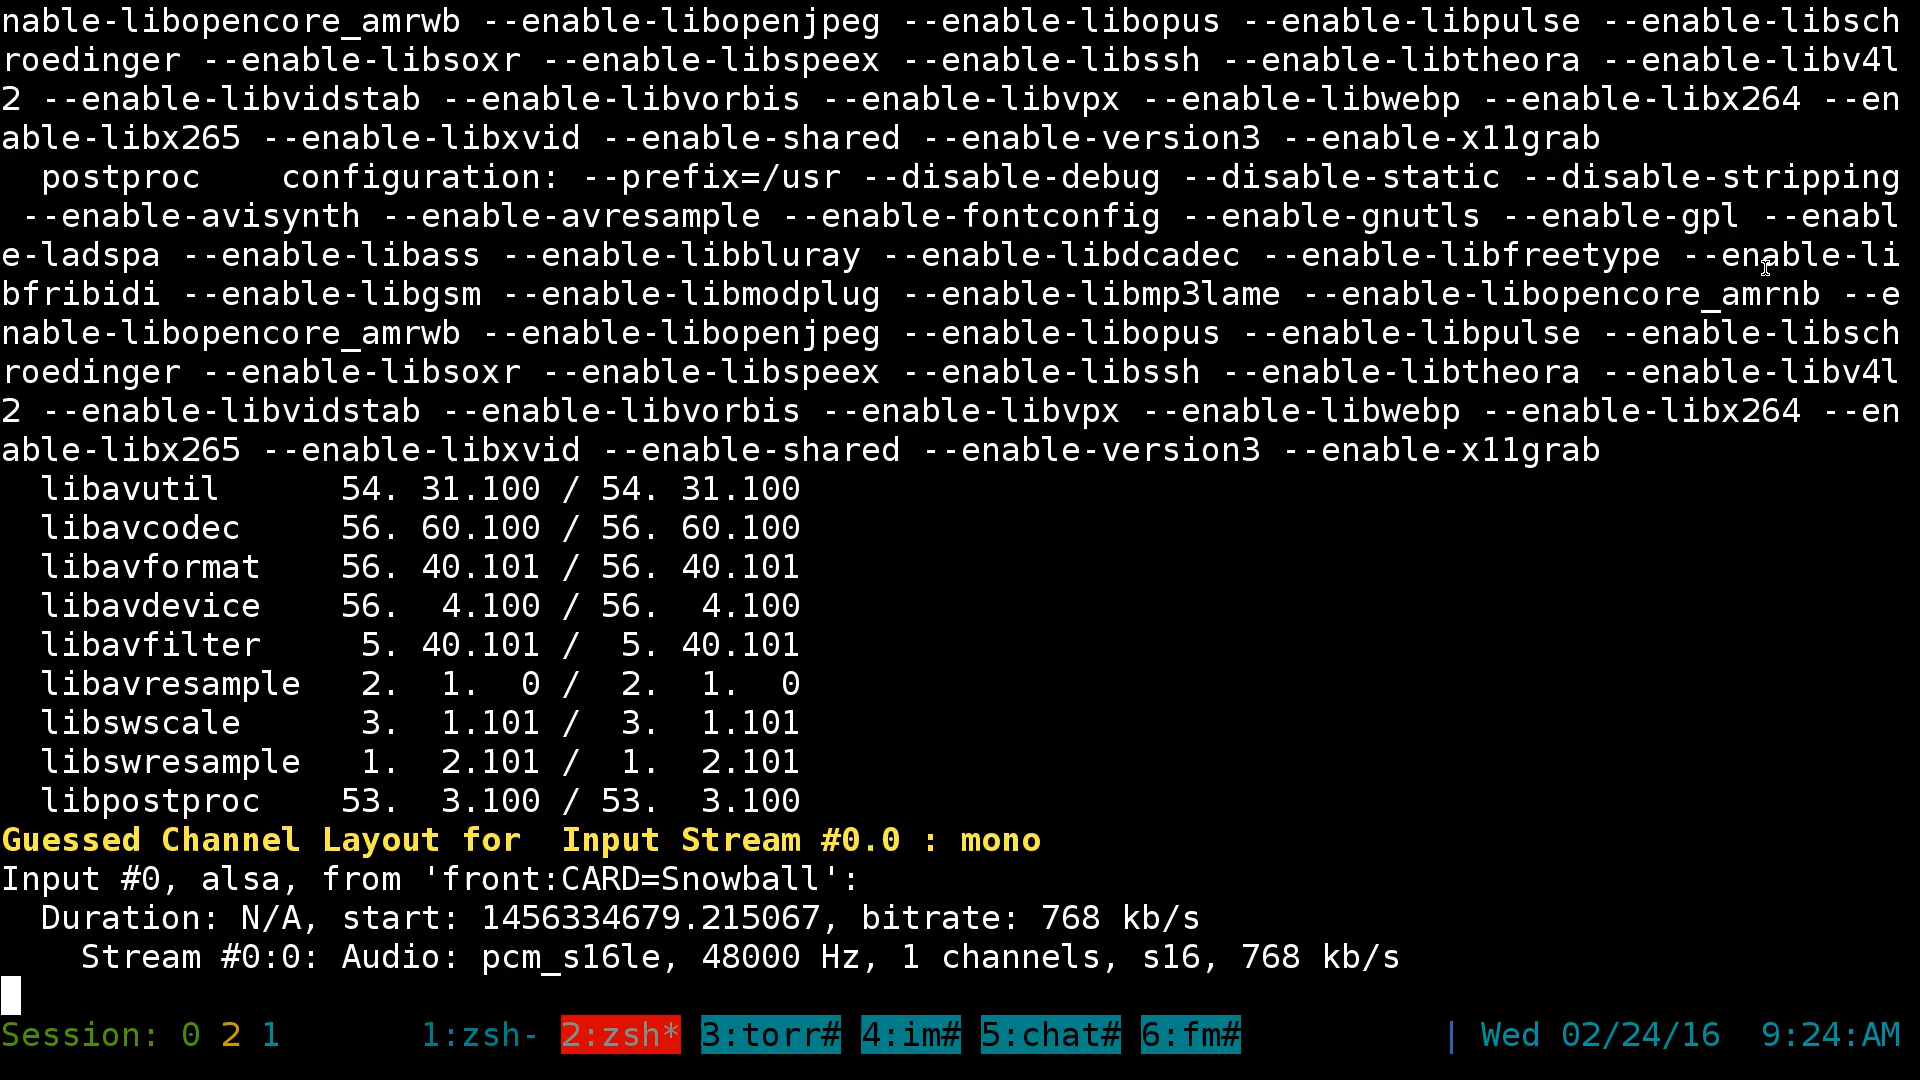 nable-libopencore_amrwb --enable-libopenjpeg --enable-libopus --enable-libpulse --enable-libsch
roedinger --enable-libsoxr --enable-libspeex --enable-libssh --enable-libtheora --enable-libv4l
2 --enable-libvidstab --enable-libvorbis --enable-libvpx --enable-libwebp --enable-libx264 --en
able-libx265 --enable-libxvid --enable-shared --enable-version3 --enable-x11grab
  postproc    configuration: --prefix=/usr --disable-debug --disable-static --disable-stripping
 --enable-avisynth --enable-avresample --enable-fontconfig --enable-gnutls --enable-gpl --enabl
e-ladspa --enable-libass --enable-libbluray --enable-libdcadec --enable-libfreetype --enable-li
bfribidi --enable-libgsm --enable-libmodplug --enable-libmp3lame --enable-libopencore_amrnb --e
nable-libopencore_amrwb --enable-libopenjpeg --enable-libopus --enable-libpulse --enable-libsch
roedinger --enable-libsoxr --enable-libspeex --enable-libssh --enable-libtheora --enable-libv4l
2 --enable-libvidstab --enable-libvorbis --enable-libvpx --enable-libwebp --enable-libx264 --en
able-libx265 --enable-libxvid --enable-shared --enable-version3 --enable-x11grab
  libavutil      54. 31.100 / 54. 31.100
  libavcodec     56. 60.100 / 56. 60.100
  libavformat    56. 40.101 / 56. 40.101
  libavdevice    56.  4.100 / 56.  4.100
  libavfilter     5. 40.101 /  5. 40.101
  libavresample   2.  1.  0 /  2.  1.  0
  libswscale      3.  1.101 /  3.  1.101
  libswresample   1.  2.101 /  1.  2.101
  libpostproc    53.  3.100 / 53.  3.100
Guessed Channel Layout for  Input Stream #0.0 : mono
Input #0, alsa, from 'front:CARD=Snowball':
  Duration: N/A, start: 1456334679.215067, bitrate: 768 kb/s
    Stream #0:0: Audio: pcm_s16le, 48000 Hz, 1 channels, s16, 768 kb/s
Session: 0 2 1       1:zsh- 2:zsh* 3:torr# 4:im# 5:chat# 6:fm#          | Wed 02/24/16  9:24:AM